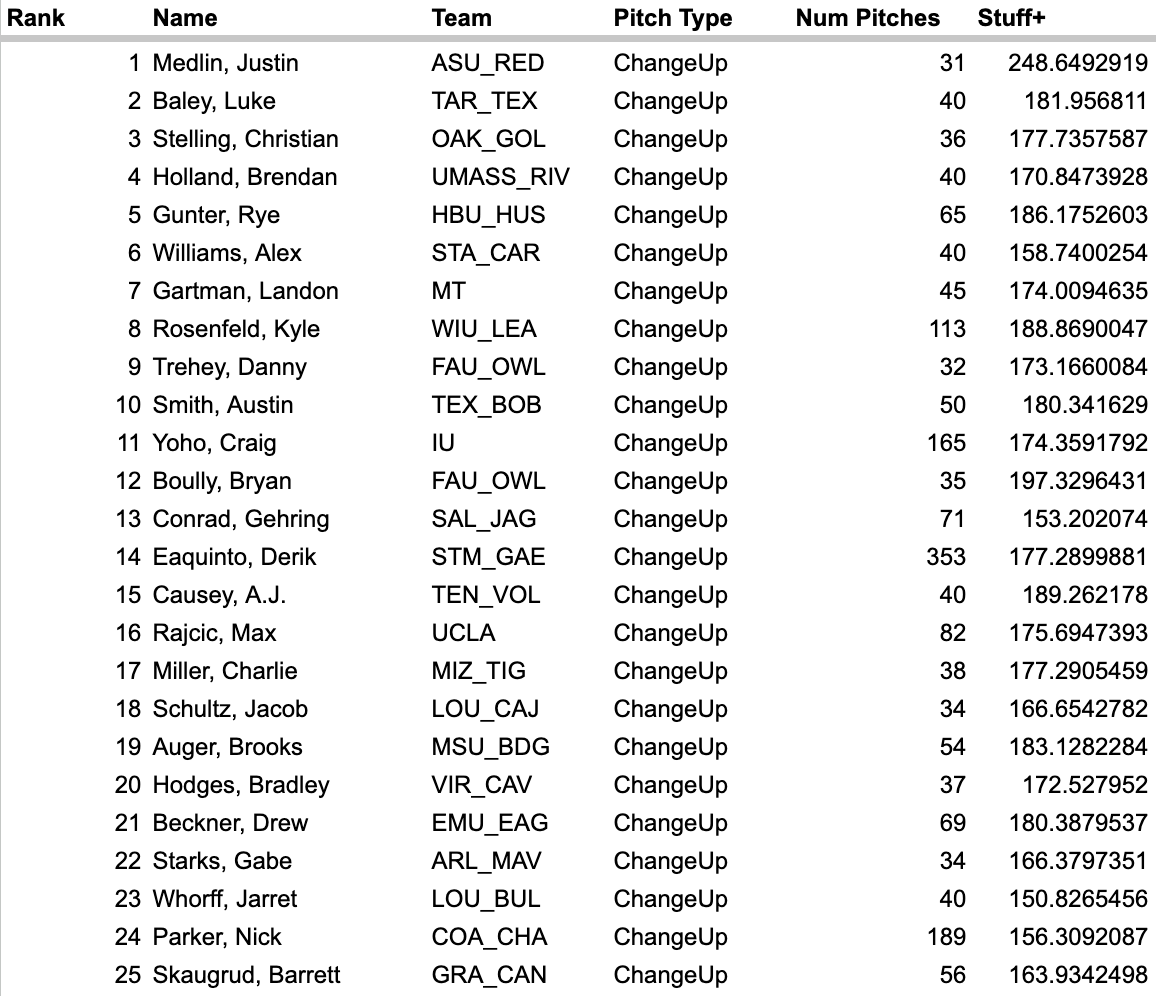 Rank Name Team Pitch Type Num Pitches Stuff+
1 Medlin, Justin ASU_RED ChangeUp 31 248.6492919
2 Baley, Luke TAR_TEX ChangeUp 40 181.956811
3 Stelling, Christian OAK_GOL ChangeUp 36 177.7357587
4 Holland, Brendan UMASS_RIV ChangeUp 40 170.8473928
5 Gunter, Rye HBU_HUS ChangeUp 65 186.1752603
6 Williams, Alex STA_CAR ChangeUp 40 158.7400254
7 Gartman, Landon MT ChangeUp 45 174.0094635
8 Rosenfeld, Kyle WIU_LEA ChangeUp 113 188.8690047
9 Trehey, Danny FAU_OWL ChangeUp 32 173.1660084
10 Smith, Austin TEX_BOB ChangeUp 50 180.341629
11 Yoho, Craig IU ChangeUp 165 174.3591792
12 Boully, Bryan FAU_OWL ChangeUp 35 197.3296431
13 Conrad, Gehring SAL_JAG ChangeUp 71 153.202074
14 Eaquinto, Derik STM_GAE ChangeUp 353 177.2899881
15 Causey, A.J. TEN_VOL ChangeUp 40 189.262178
16 Rajcic, Max UCLA ChangeUp 82 175.6947393
17 Miller, Charlie MIZ_TIG ChangeUp 38 177.2905459
18 Schultz, Jacob LOU_CAJ ChangeUp 34 166.6542782
19 Auger, Brooks MSU_BDG ChangeUp 54 183.1282284
20 Hodges, Bradley VIR_CAV ChangeUp 37 172.527952
21 Beckner, Drew EMU_EAG ChangeUp 69 180.3879537
22 Starks, Gabe ARL_MAV ChangeUp 34 166.3797351
23 Whorff, Jarret LOU_BUL ChangeUp 40 150.8265456
24 Parker, Nick COA_CHA ChangeUp 189 156.3092087
25 Skaugrud, Barrett GRA_CAN ChangeUp 56 163.9342498